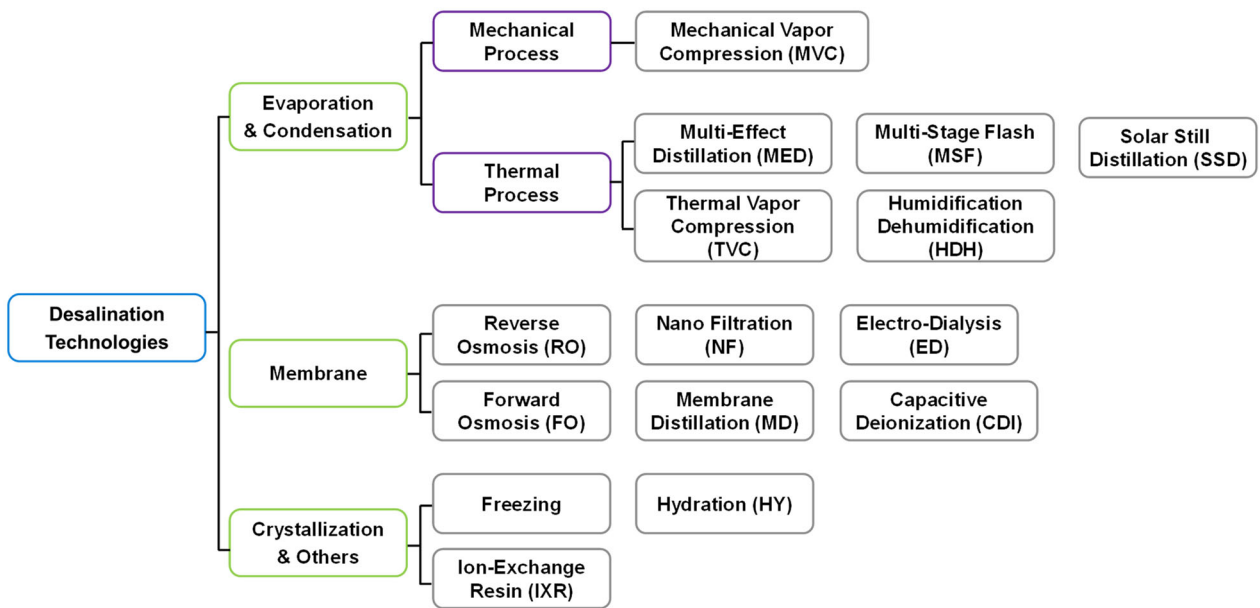 Desalination
Technologies
Evaporation
& Condensation
Mechanical
Process
Mechanical Vapor
Compression (MVC)
Thermal
Process
Multi-Effect
Distillation (MED)
Multi-Stage Flash
(MSF)
Solar Still
Distillation (SSD)
Thermal Vapor
Compression
(TVC)
Humidification
Dehumidification
(HDH)
Membrane
Reverse
Osmosis (RO)
Nano Filtration
(NF)
Electro-Dialysis
(ED)
Forward
Osmosis (FO)
Membrane
Distillation (MD)
Capacitive
Deionization (CDI)
Crystallization
& Others
Freezing
Hydration (HY)
Ion-Exchange
Resin (IXR)